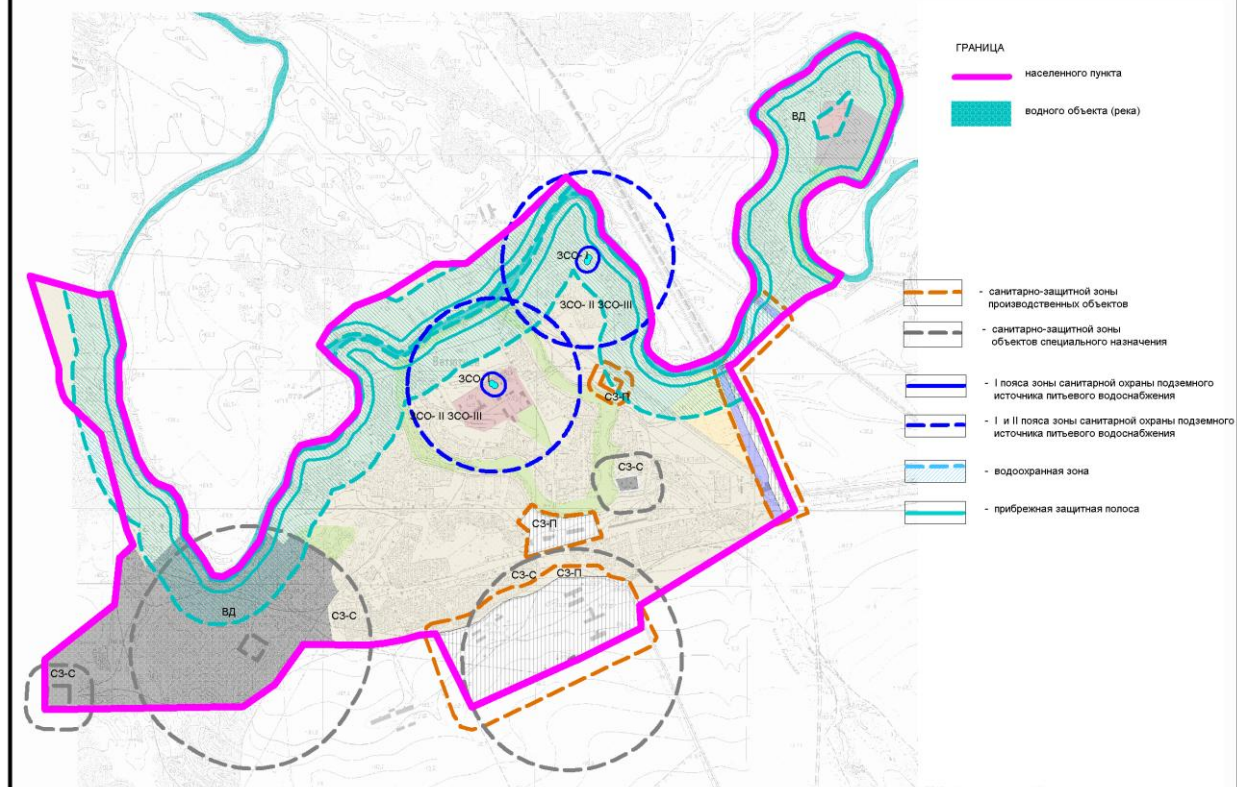 ГРАНИЦА
населенного пункта
водного объекта (река)
ВД
ЗСО- I
ЗСО- II ЗСО-III
ЗСО- I
ЗСО- II ЗСО-III
СЗ-П
СЗ-С
СЗ-П
СЗ-С
СЗ-П
СЗ-С
ВД
СЗ-С
- санитарно-защитной зоны
производственных объектов
- санитарно-защитной зоны
объектов специального назначения
- I пояса зоны санитарной охраны подземного
источника питьевого водоснабжения
- I и II пояса зоны санитарной охраны подземного
источника питьевого водоснабжения
- водоохранная зона
- прибрежная защитная полоса